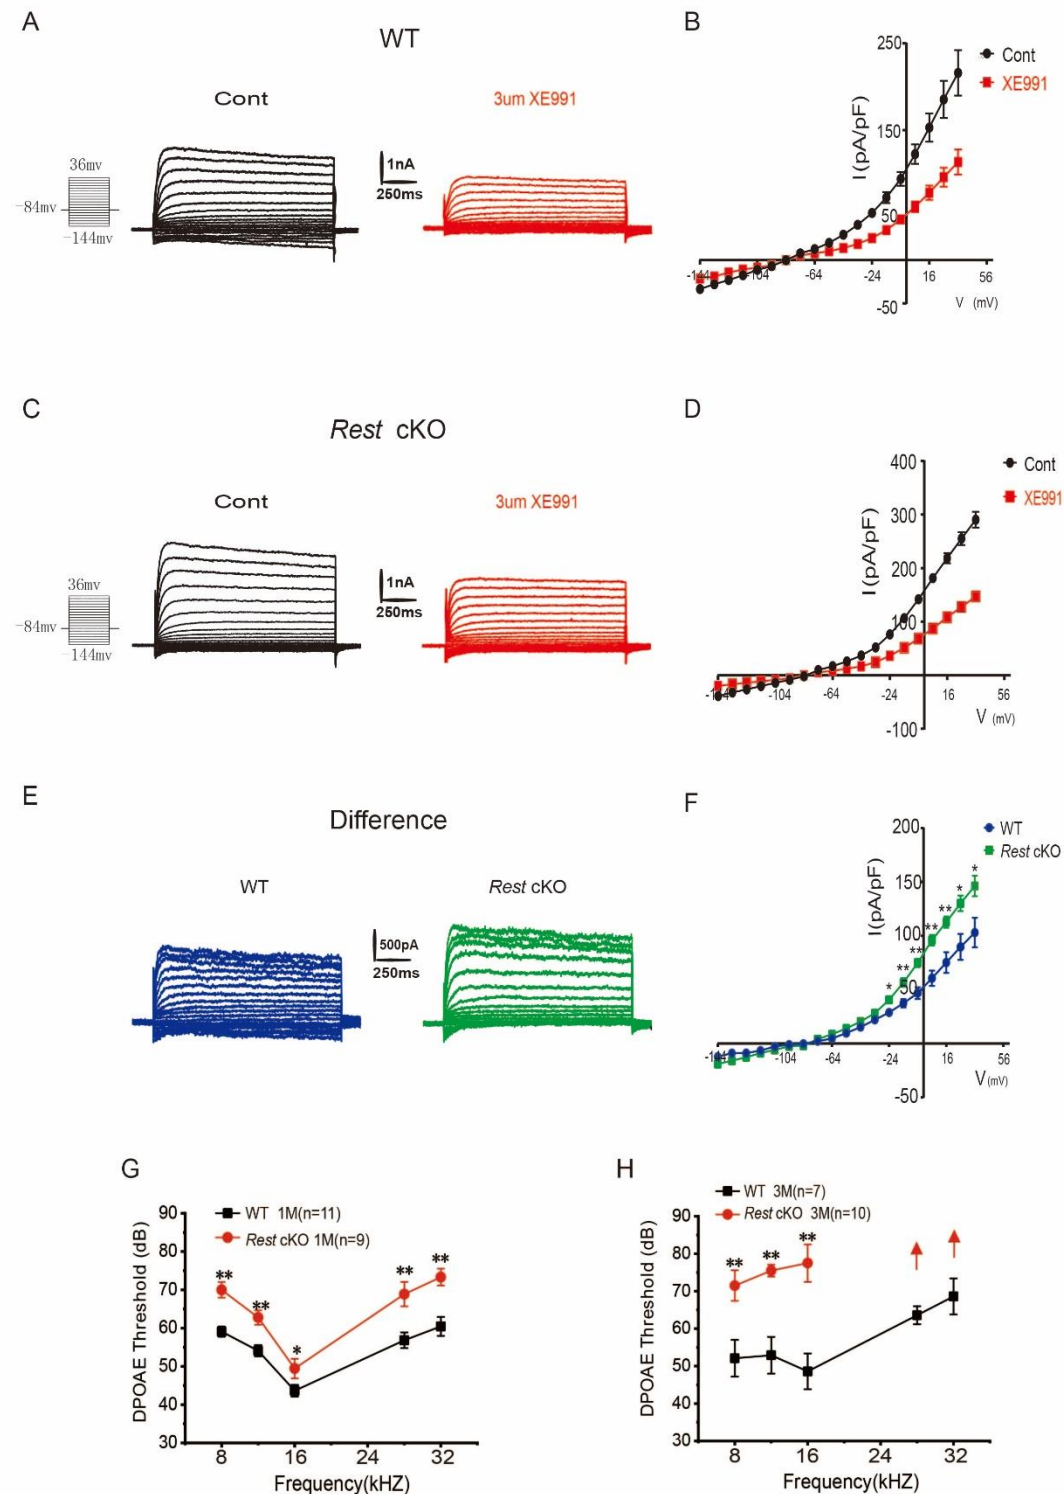 A
WT
B
Cont
3um XE991
36mv
-84mv
-144mv
1nA
250ms
250
150
50
-50
I(pA/pF)
Cont
XE991
-144
-104
-64
-24
16
56
V (mV)
C
Rest cKO
D
Cont
3um XE991
36mv
-84mv
-144mv
1nA
250ms
400
300
200
100
-100
I(pA/pF)
Cont
XE991
-144
-104
-64
-24
16
56
V (mV)
E
Difference
F
WT
Rest cKO
500pA
250ms
200
150
100
50
-50
I(pA/pF)
WT
Rest cKO
* ** ** ** ** * *
-144
-104
-64
-24
16
56
V(mV)
G
WT 1M(n=11)
Rest cKO 1M(n=9)
DPOAE Threshold (dB)
90
80
70
60
50
40
30
** ** * ** **
8 16 24 32
Frequency(kHZ)
H
WT 3M(n=7)
Rest cKO 3M(n=10)
DPOAE Threshold (dB)
90
80
70
60
50
40
30
** ** **
8 16 24 32
Frequency(kHZ)